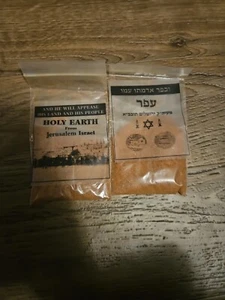 AND HE WILL APPEASE
HIS LAND AND HIS PEOPLE
HOLY EARTH
From
Jerusalem Israel
וכפר אדמתו עמו
עפר